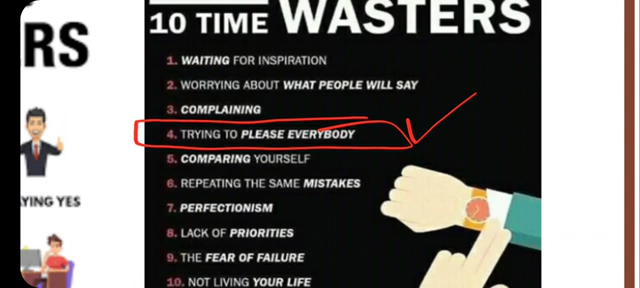 RS
YING YES
10 TIME WASTERS
1. WAITING FOR INSPIRATION
2. WORRYING ABOUT WHAT PEOPLE WILL SAY
3. COMPLAINING
4. TRYING TO PLEASE EVERYBODY
5. COMPARING YOURSELF
6. REPEATING THE SAME MISTAKES
7. PERFECTIONISM
8. LACK OF PRIORITIES
9. THE FEAR OF FAILURE
10. NOT LIVING YOUR LIFE